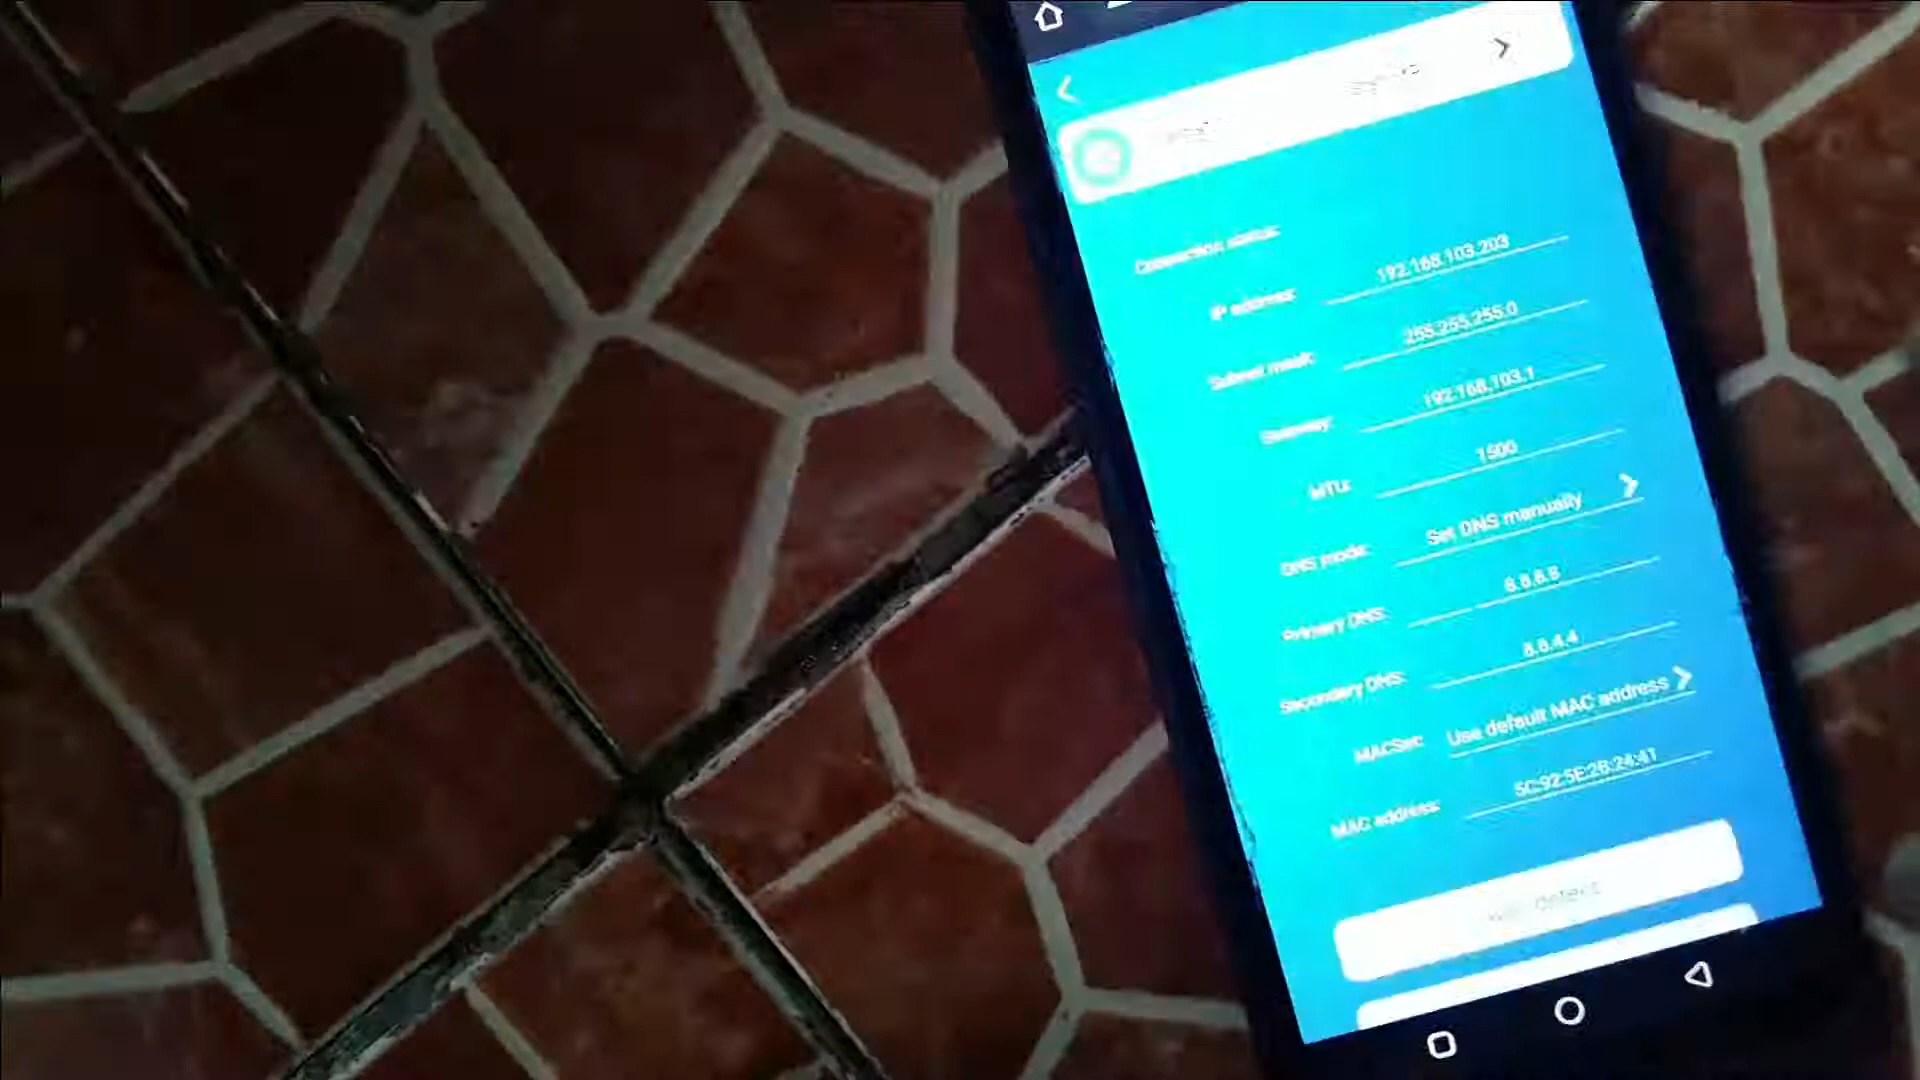 Connection status:
IP address: 192.168.103.203
Subnet mask: 255.255.255.0
Gateway: 192.168.103.1
MTU: 1500
DNS mode: Set DNS manually
Primary DNS: 8.8.8.8
Secondary DNS: 8.8.4.4
MACSet: Use default MAC address
MAC address: 5C:92:5E:2B:24:41